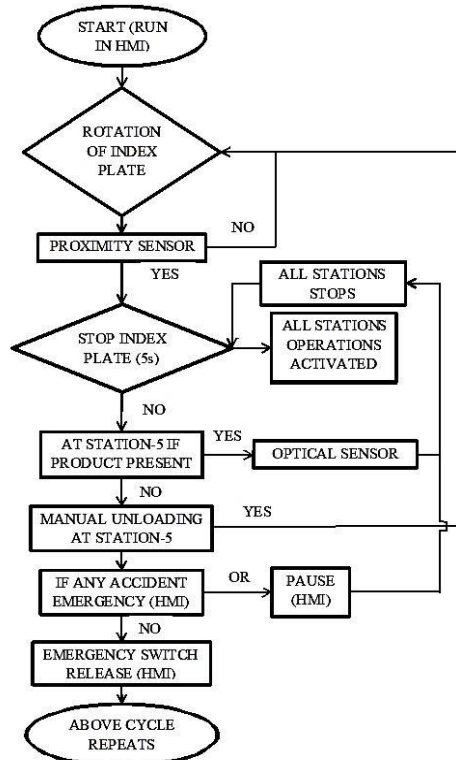 START (RUN
IN HMI)
ROTATION
OF INDEX
PLATE
NO
PROXIMITY SENSOR
YES
ALL STATIONS
STOPS
STOP INDEX
PLATE (5s)
ALL STATIONS
OPERATIONS
ACTIVATED
NO
AT STATION-5 IF
PRODUCT PRESENT
YES
OPTICAL SENSOR
NO
MANUAL UNLOADING
AT STATION-5
YES
IF ANY ACCIDENT
EMERGENCY (HMI)
OR
PAUSE
(HMI)
NO
EMERGENCY SWITCH
RELEASE (HMI)
ABOVE CYCLE
REPEATS